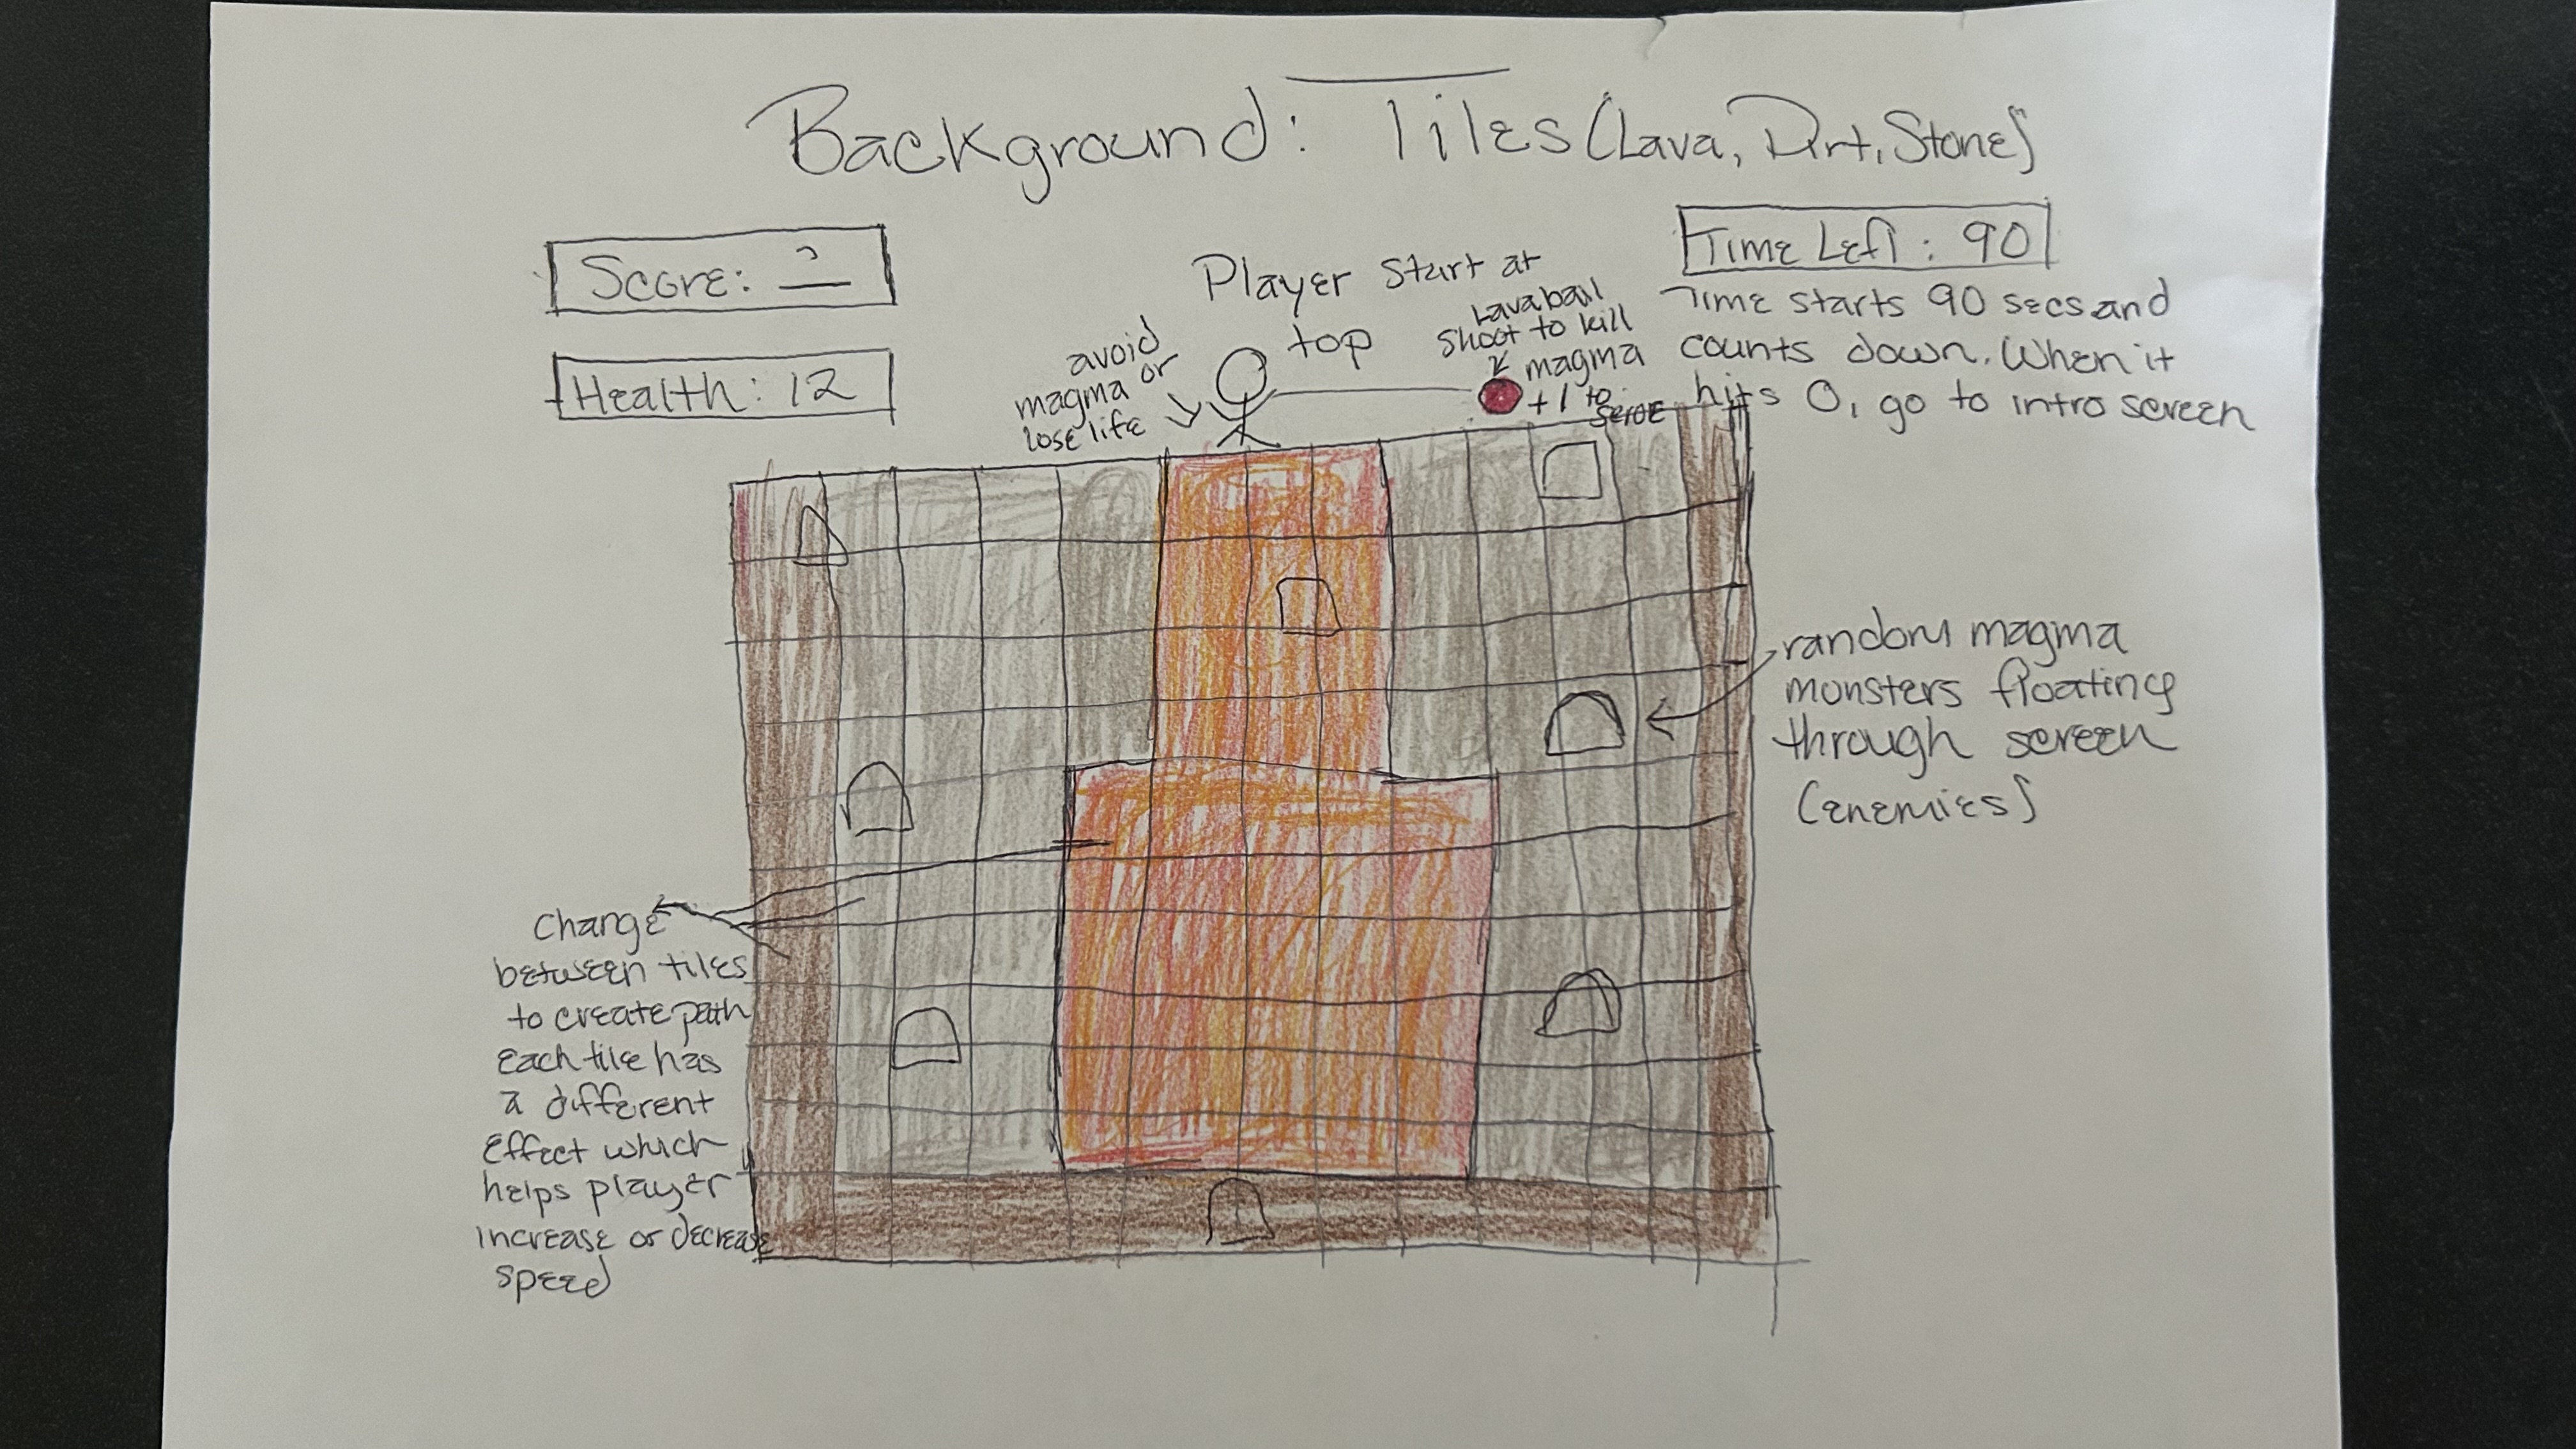 Background: Tiles (Lava, Dirt, Stone)
Score: ?
Health: 12
Time Left: 90
Player Start at
top
avoid
magma or
lose life
Lavaball
Shoot to kill
magma
+1 to
score
Time starts 90 secs and
counts down. When it
hits 0, go to intro screen
random magma
monsters floating
through screen
(enemies)
Change
between tiles
to create path
Each tile has
a different
Effect which
helps player
increase or decrease
speed